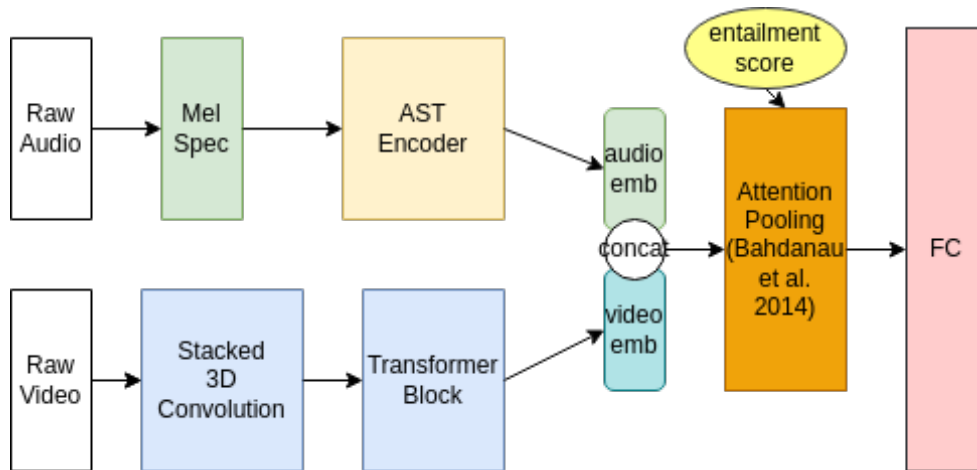 Raw
Audio
Mel
Spec
AST
Encoder
audio
emb
concat
video
emb
entailment
score
Attention
Pooling
(Bahdanau
et al.
2014)
FC
Raw
Video
Stacked
3D
Convolution
Transformer
Block